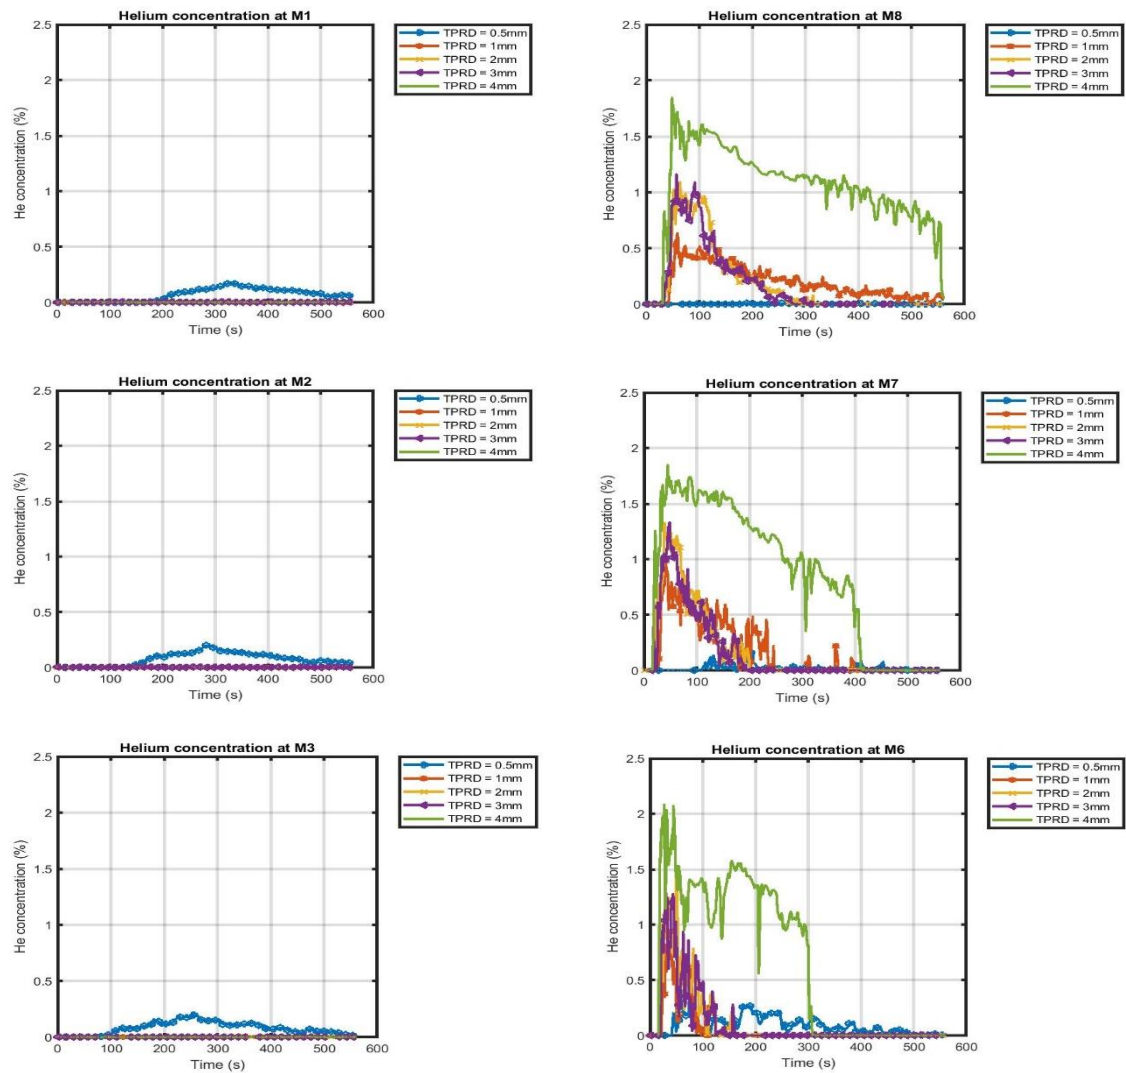 Helium concentration at M1
2.5
2
1.5
1
0.5
0
He concentration (%)
0 100 200 300 400 500 600
Time (s)
TPRD = 0.5mm
TPRD = 1mm
TPRD = 2mm
TPRD = 3mm
TPRD = 4mm
Helium concentration at M8
2.5
2
1.5
1
0.5
0
He concentration (%)
0 100 200 300 400 500 600
Time (s)
TPRD = 0.5mm
TPRD = 1mm
TPRD = 2mm
TPRD = 3mm
TPRD = 4mm
Helium concentration at M2
2.5
2
1.5
1
0.5
0
He concentration (%)
0 100 200 300 400 500 600
Time (s)
TPRD = 0.5mm
TPRD = 1mm
TPRD = 2mm
TPRD = 3mm
TPRD = 4mm
Helium concentration at M7
2.5
2
1.5
1
0.5
0
He concentration (%)
0 100 200 300 400 500 600
Time (s)
TPRD = 0.5mm
TPRD = 1mm
TPRD = 2mm
TPRD = 3mm
TPRD = 4mm
Helium concentration at M3
2.5
2
1.5
1
0.5
0
He concentration (%)
0 100 200 300 400 500 600
Time (s)
TPRD = 0.5mm
TPRD = 1mm
TPRD = 2mm
TPRD = 3mm
TPRD = 4mm
Helium concentration at M6
2.5
2
1.5
1
0.5
0
He concentration (%)
0 100 200 300 400 500 600
Time (s)
TPRD = 0.5mm
TPRD = 1mm
TPRD = 2mm
TPRD = 3mm
TPRD = 4mm